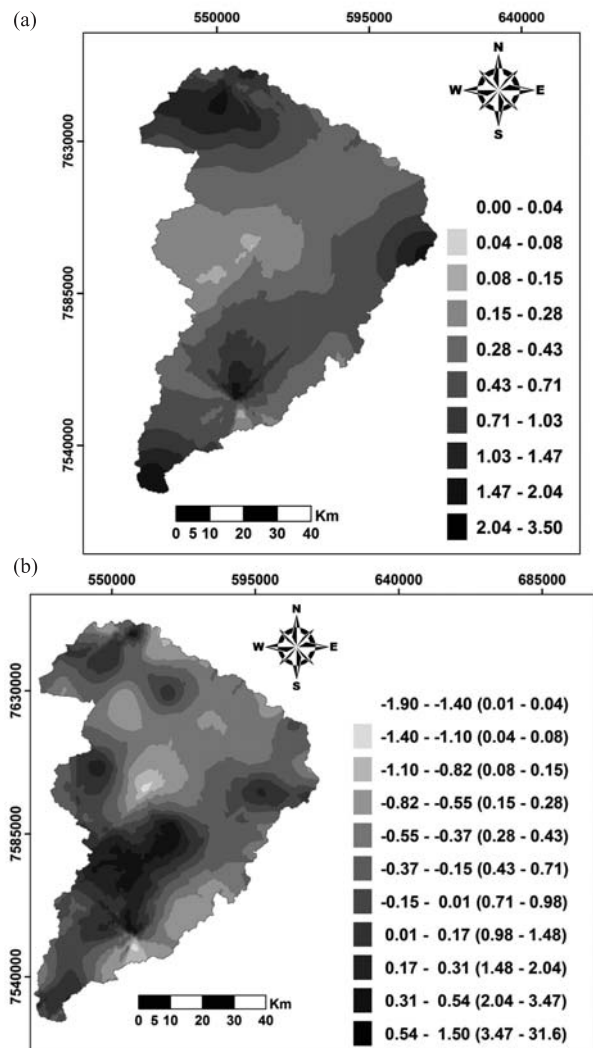 (a)
550000 595000 640000
N
W E
S
7630000
7585000
7540000
0.00 - 0.04
0.04 - 0.08
0.08 - 0.15
0.15 - 0.28
0.28 - 0.43
0.43 - 0.71
0.71 - 1.03
1.03 - 1.47
1.47 - 2.04
2.04 - 3.50
Km
0 5 10 20 30 40
(b)
550000 595000 640000 685000
N
W E
S
7630000
7585000
7540000
-1.90 - -1.40 (0.01 - 0.04)
-1.40 - -1.10 (0.04 - 0.08)
-1.10 - -0.82 (0.08 - 0.15)
-0.82 - -0.55 (0.15 - 0.28)
-0.55 - -0.37 (0.28 - 0.43)
-0.37 - -0.15 (0.43 - 0.71)
-0.15 - 0.01 (0.71 - 0.98)
0.01 - 0.17 (0.98 - 1.48)
0.17 - 0.31 (1.48 - 2.04)
0.31 - 0.54 (2.04 - 3.47)
0.54 - 1.50 (3.47 - 31.6)
Km
0 5 10 20 30 40